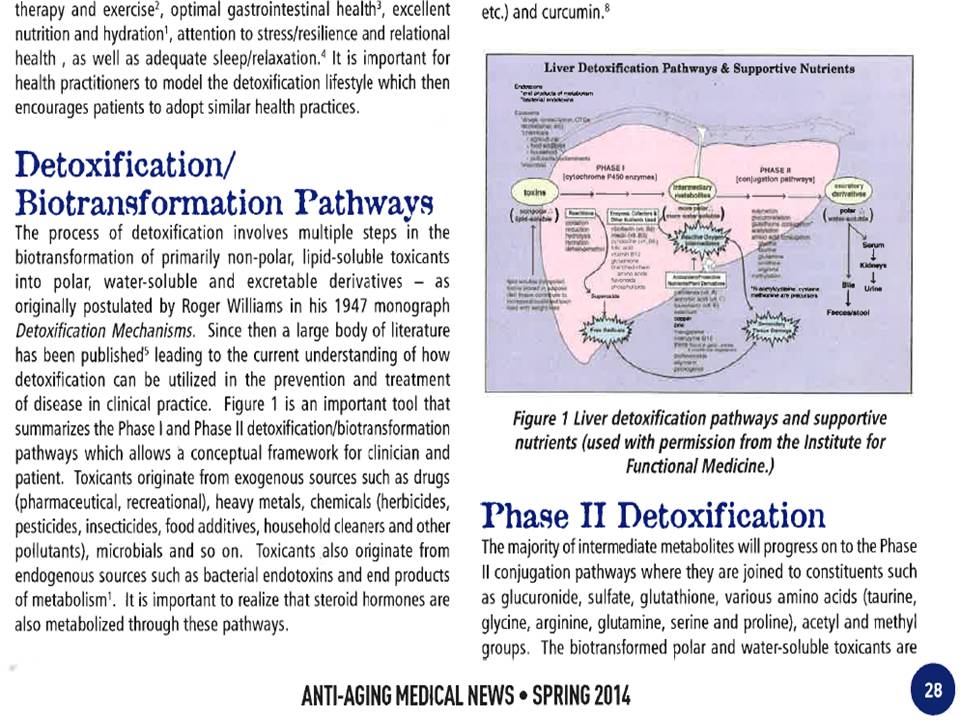 therapy and exercise², optimal gastrointestinal health³, excellent
nutrition and hydration¹, attention to stress/resilience and relational
health , as well as adequate sleep/relaxation.⁴ It is important for
health practitioners to model the detoxification lifestyle which then
encourages patients to adopt similar health practices.
Detoxification/
Biotransformation Pathways
The process of detoxification involves multiple steps in the
biotransformation of primarily non-polar, lipid-soluble toxicants
into polar, water-soluble and excretable derivatives – as
originally postulated by Roger Williams in his 1947 monograph
Detoxification Mechanisms. Since then a large body of literature
has been published⁵ leading to the current understanding of how
detoxification can be utilized in the prevention and treatment
of disease in clinical practice. Figure 1 is an important tool that
summarizes the Phase I and Phase II detoxification/biotransformation
pathways which allows a conceptual framework for clinician and
patient. Toxicants originate from exogenous sources such as drugs
(pharmaceutical, recreational), heavy metals, chemicals (herbicides,
pesticides, insecticides, food additives, household cleaners and other
pollutants), microbials and so on. Toxicants also originate from
endogenous sources such as bacterial endotoxins and end products
of metabolism¹. It is important to realize that steroid hormones are
also metabolized through these pathways.
etc.) and curcumin.⁸
Liver Detoxification Pathways & Supportive Nutrients
PHASE I
[cytochrome P450 enzymes]
PHASE II
[conjugation pathways]
toxins
intermediary
metabolites
excretory
derivatives
(lipid-soluble)
polar
(water-soluble)
Serum
Kidneys
Bile
Urine
Feces/stool
Superoxide
Free Radicals
Secondary
Tissue Damage
Figure 1 Liver detoxification pathways and supportive
nutrients (used with permission from the Institute for
Functional Medicine.)
Phase II Detoxification
The majority of intermediate metabolites will progress on to the Phase
II conjugation pathways where they are joined to constituents such
as glucuronide, sulfate, glutathione, various amino acids (taurine,
glycine, arginine, glutamine, serine and proline), acetyl and methyl
groups. The biotransformed polar and water-soluble toxicants are
ANTI-AGING MEDICAL NEWS • SPRING 2014
28